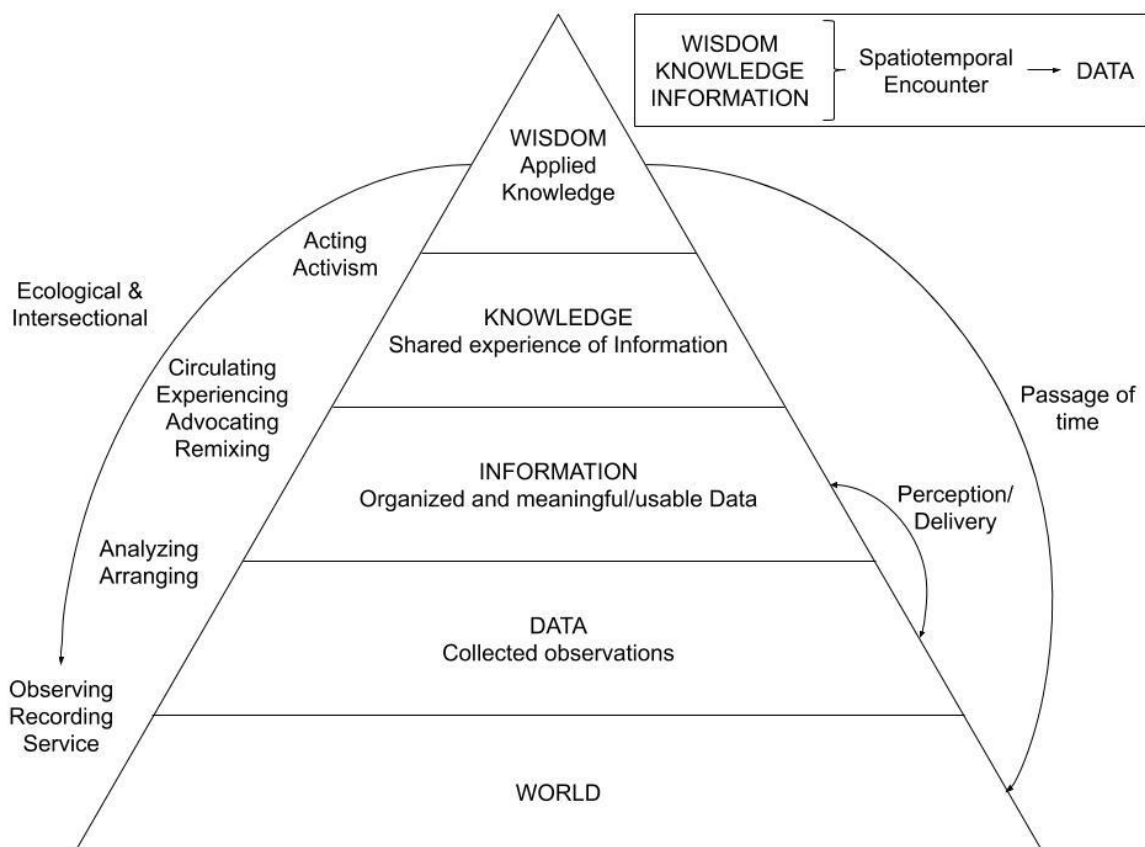 WISDOM
KNOWLEDGE
INFORMATION
Spatiotemporal
Encounter
DATA
WISDOM
Applied
Knowledge
Acting
Activism
Ecological &
Intersectional
KNOWLEDGE
Shared experience of Information
Circulating
Experiencing
Advocating
Remixing
Passage of
time
INFORMATION
Organized and meaningful/usable Data
Perception/
Delivery
Analyzing
Arranging
DATA
Collected observations
Observing
Recording
Service
WORLD